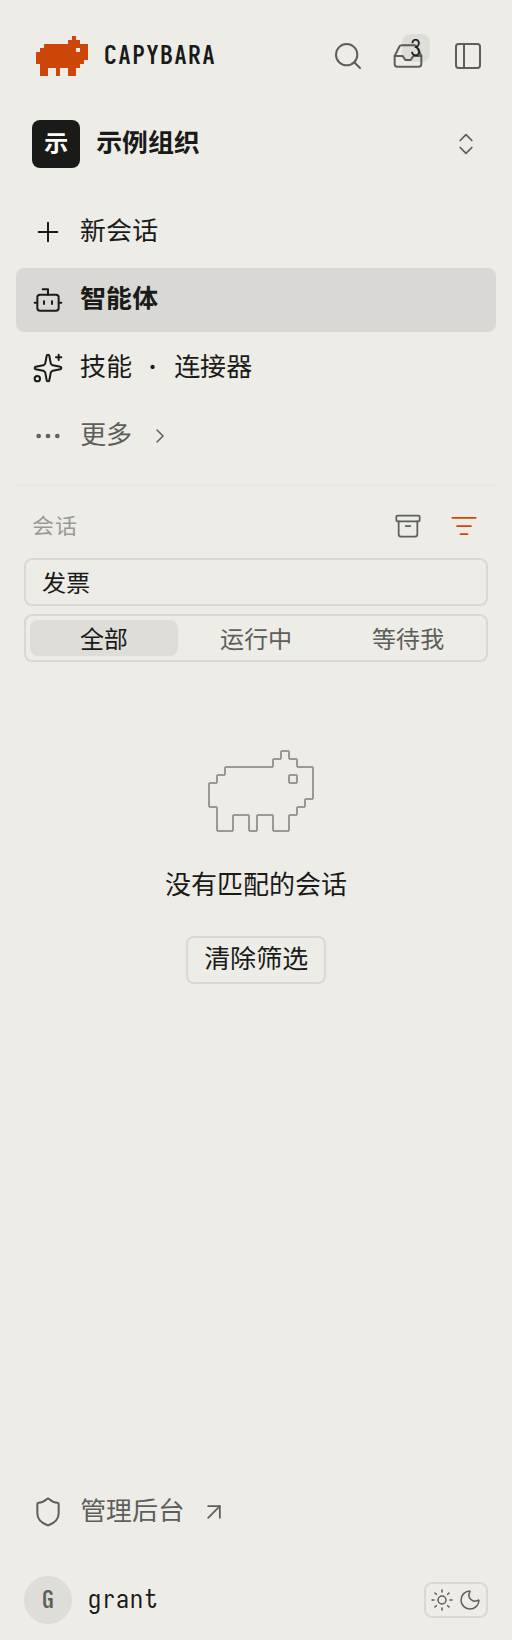 CAPYBARA
3
示 示例组织
新会话
智能体
技能 · 连接器
更多
会话
发票
全部 运行中 等待我
没有匹配的会话
清除筛选
管理后台
G grant